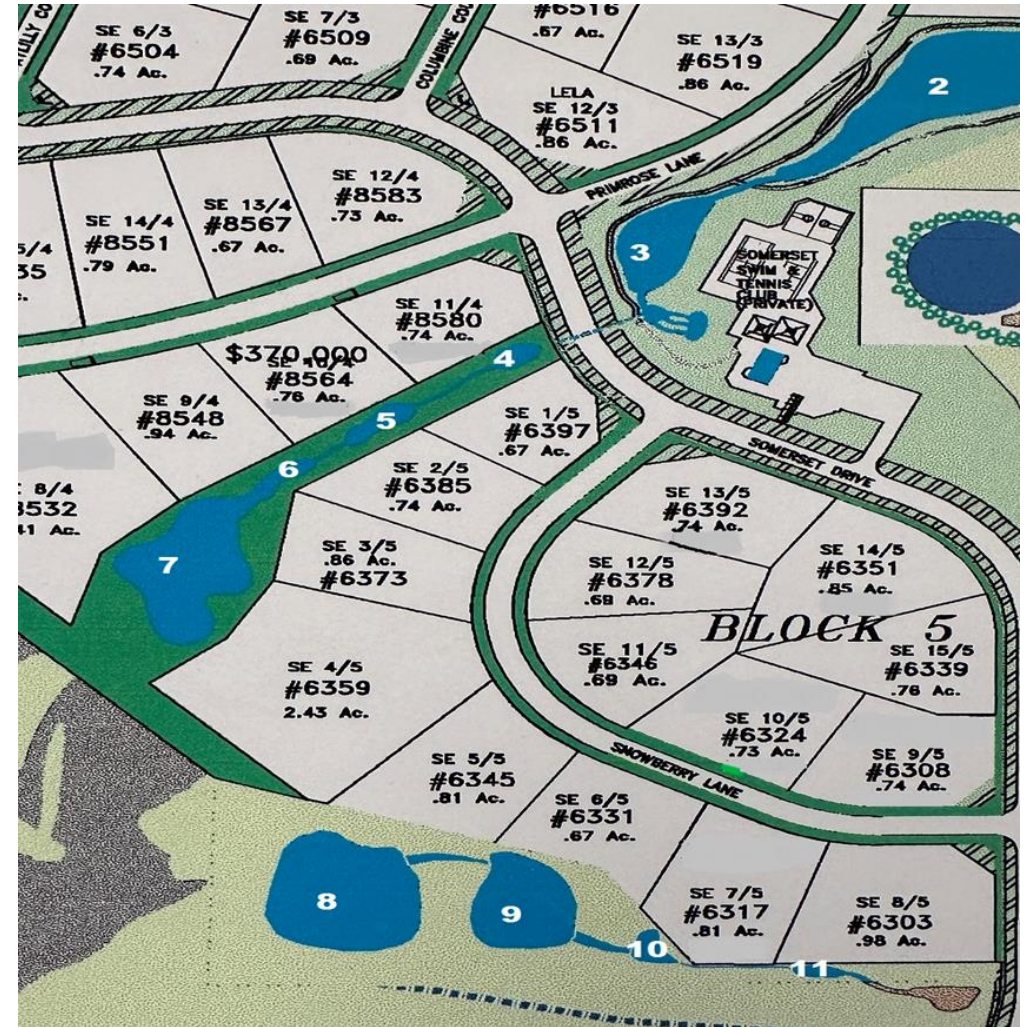 SE 6/3
#6504
.74 Ac.
SE 7/3
#6509
.69 Ac.
COLUMBINE
#6516
.67 Ac.
SE 13/3
#6519
.86 Ac.
2
LELA
SE 12/3
#6511
.86 Ac.
PRIMROSE LANE
SE 12/4
#8583
.73 Ac.
SE 13/4
#8567
.67 Ac.
SE 14/4
#8551
.79 Ac.
3
SOMERSET
SWIM &
TENNIS
CLUB
(PRIVATE)
SE 11/4
#8580
.74 Ac.
$370,000
#8564
.76 Ac.
4
SE 9/4
#8548
.94 Ac.
5
SE 1/5
#6397
.67 Ac.
SOMERSET DRIVE
6
SE 2/5
#6385
.74 Ac.
SE 13/5
#6392
.74 Ac.
8/4
8532
41 Ac.
7
SE 3/5
.86 Ac.
#6373
SE 12/5
#6378
.69 Ac.
SE 14/5
#6351
.85 Ac.
BLOCK 5
SE 11/5
#6346
.69 Ac.
SE 15/5
#6339
.76 Ac.
SE 4/5
#6359
2.43 Ac.
SE 10/5
#6324
.73 Ac.
SNOWBERRY LANE
SE 9/5
#6308
.74 Ac.
SE 5/5
#6345
.81 Ac.
SE 6/5
#6331
.67 Ac.
8
9
SE 7/5
#6317
.81 Ac.
SE 8/5
#6303
.98 Ac.
10
11